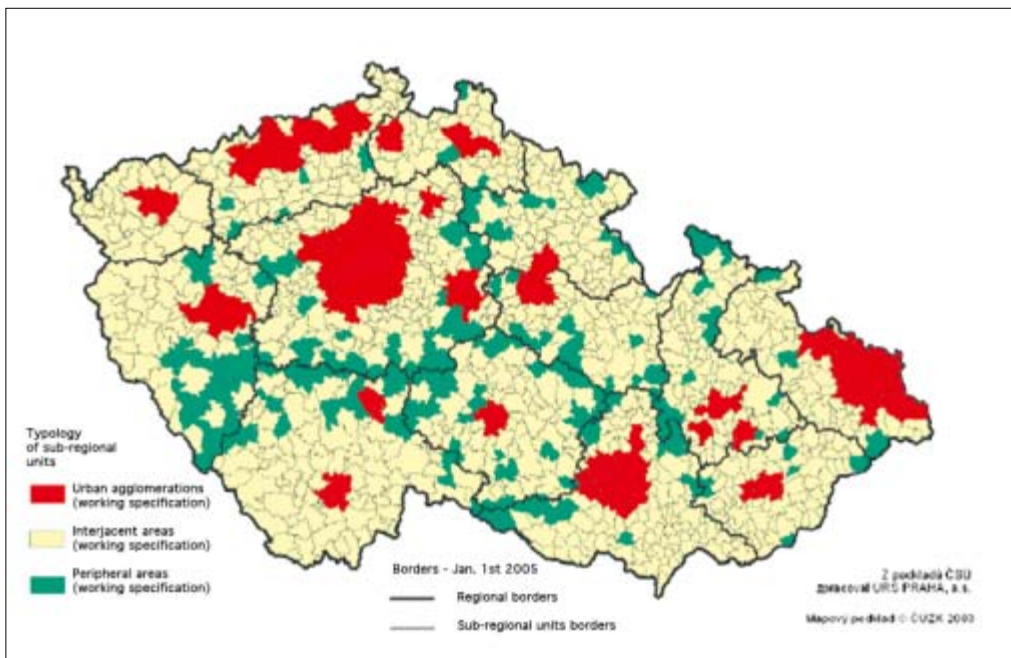 Typology
of sub-regional
units
Urban agglomerations
(working specification)
Interjacent areas
(working specification)
Peripheral areas
(working specification)
Borders - Jan. 1st 2005
Regional borders
Sub-regional units borders
Z podkladů ČSÚ
zpracoval URS PRAHA, a.s.
Mapový podklad © ČÚZK 2003